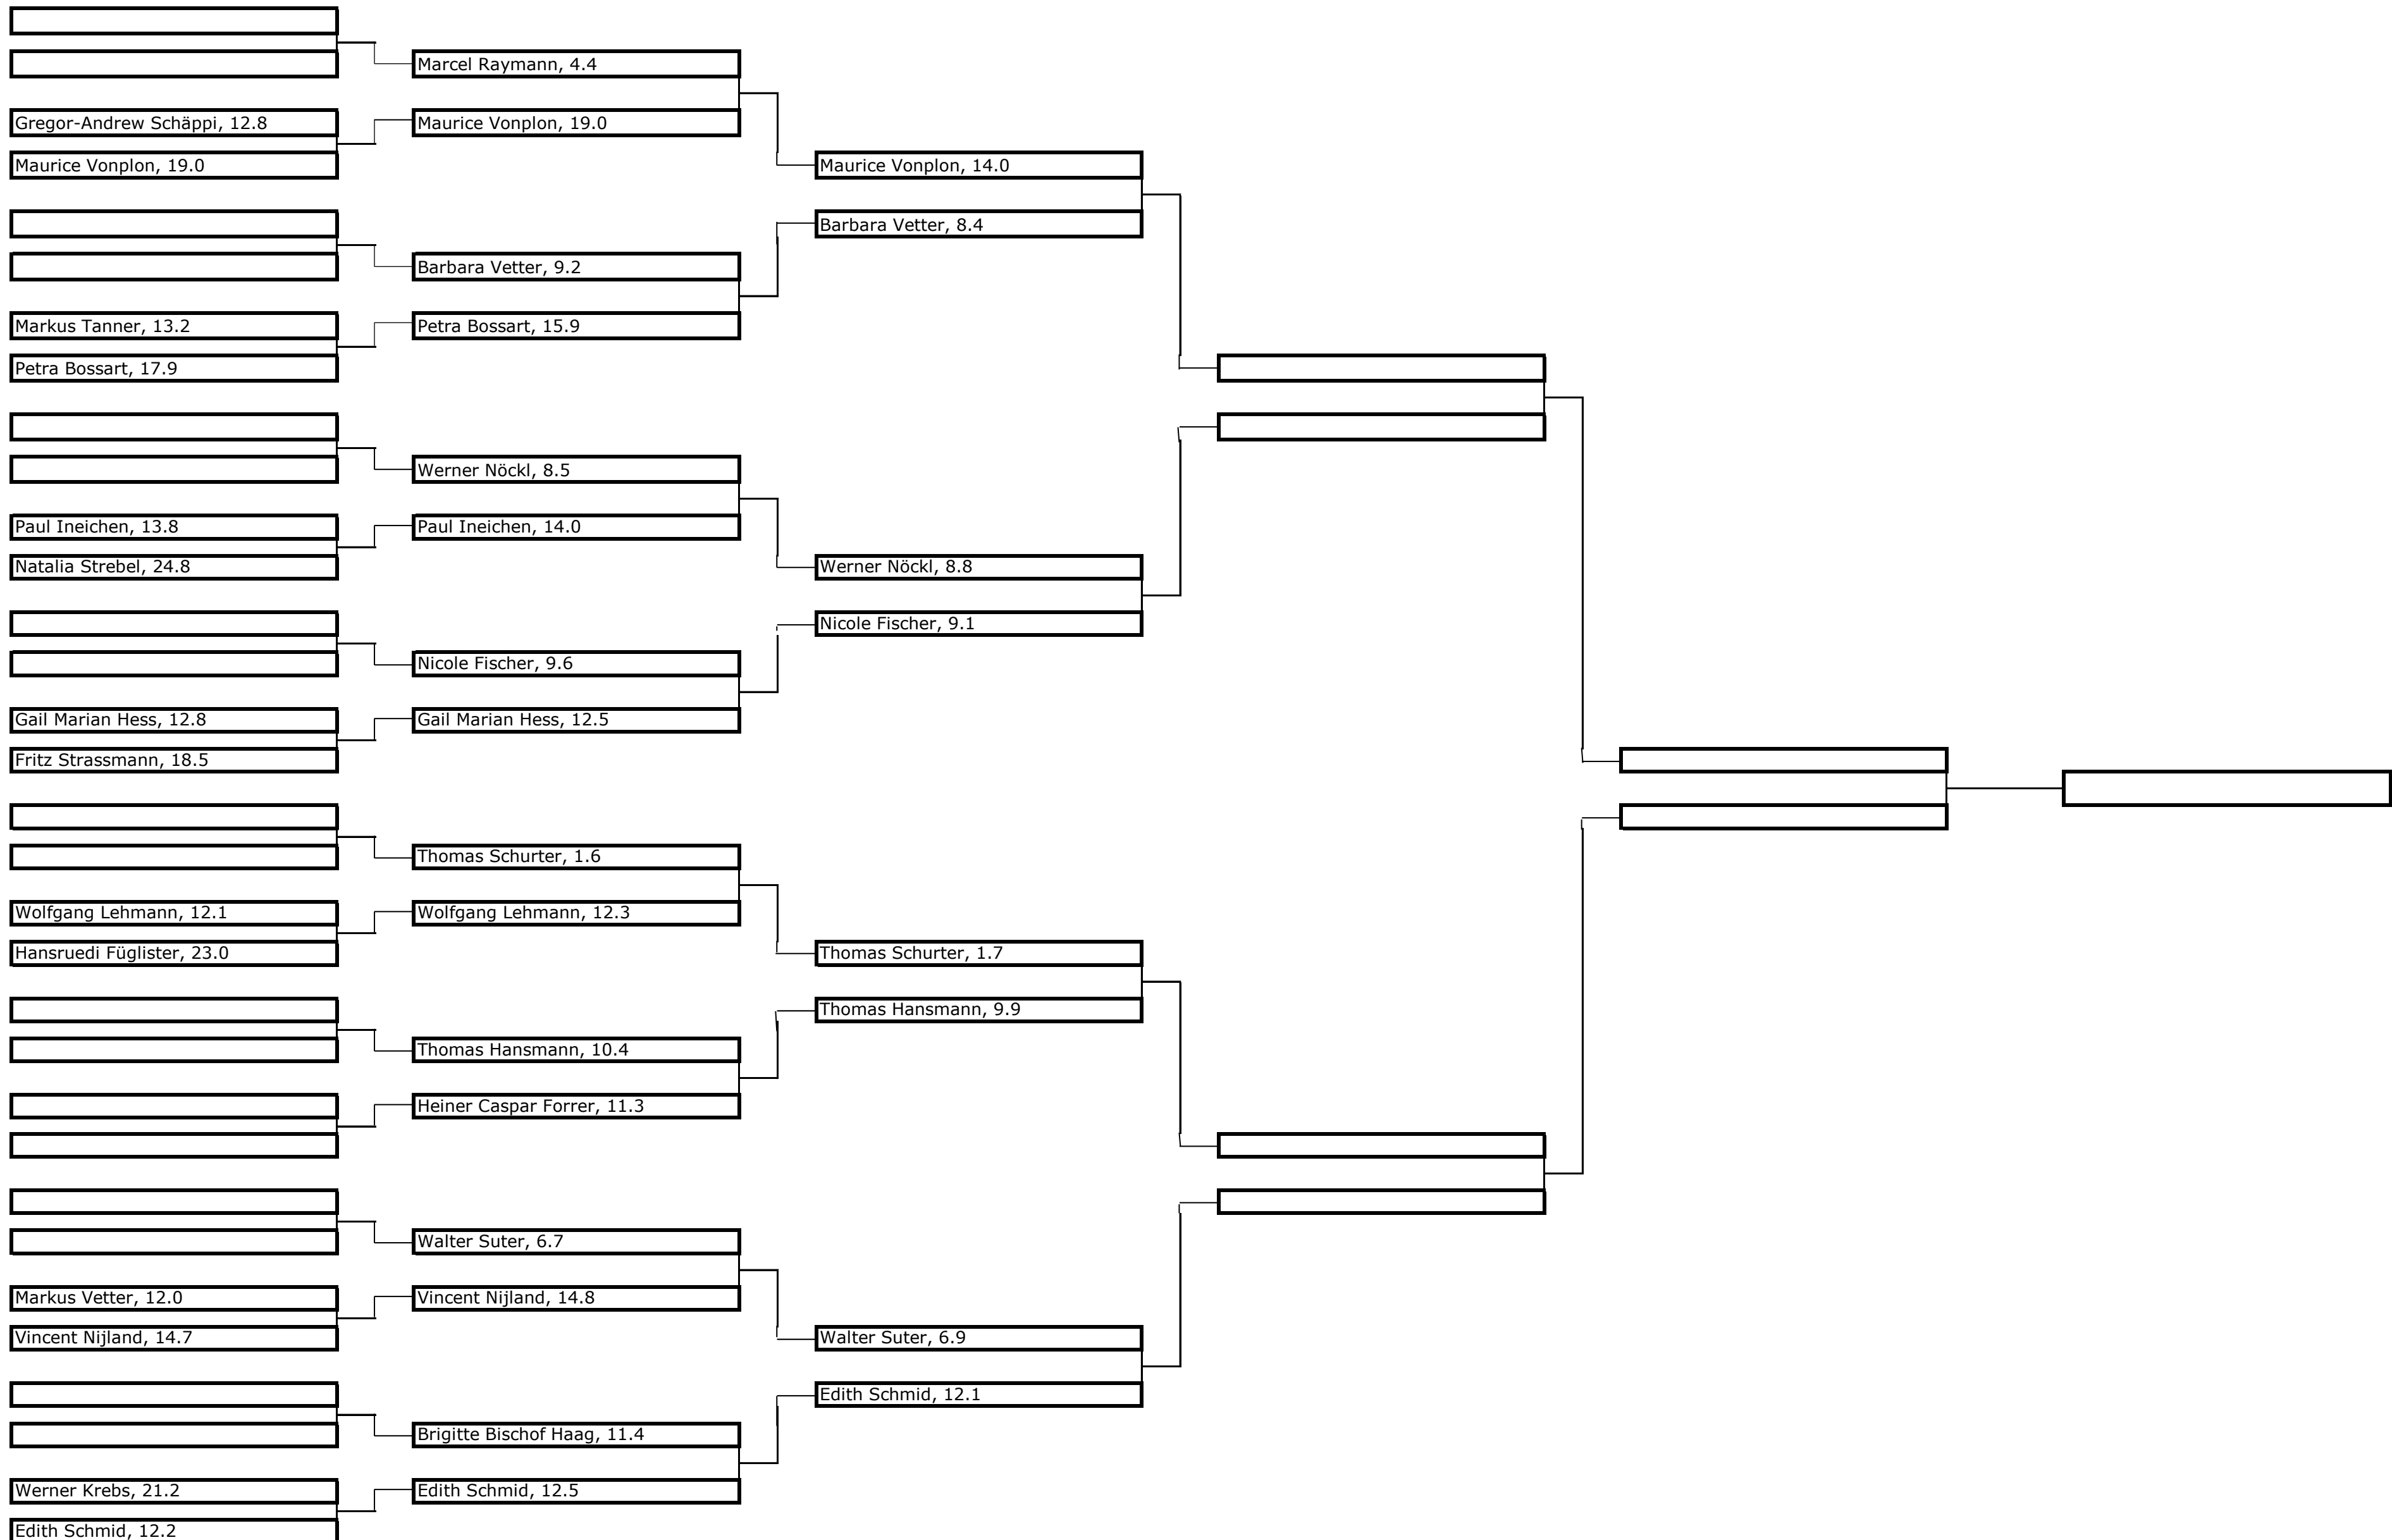 Marcel Raymann, 4.4
Gregor-Andrew Schäppi, 12.8
Maurice Vonplon, 19.0
Maurice Vonplon, 19.0
Maurice Vonplon, 14.0
Barbara Vetter, 8.4
Barbara Vetter, 9.2
Markus Tanner, 13.2
Petra Bossart, 15.9
Petra Bossart, 17.9
Werner Nöckl, 8.5
Paul Ineichen, 13.8
Paul Ineichen, 14.0
Natalia Strebel, 24.8
Werner Nöckl, 8.8
Nicole Fischer, 9.1
Nicole Fischer, 9.6
Gail Marian Hess, 12.8
Gail Marian Hess, 12.5
Fritz Strassmann, 18.5
Thomas Schurter, 1.6
Wolfgang Lehmann, 12.1
Wolfgang Lehmann, 12.3
Hansruedi Füglister, 23.0
Thomas Schurter, 1.7
Thomas Hansmann, 9.9
Thomas Hansmann, 10.4
Heiner Caspar Forrer, 11.3
Walter Suter, 6.7
Markus Vetter, 12.0
Vincent Nijland, 14.8
Vincent Nijland, 14.7
Walter Suter, 6.9
Edith Schmid, 12.1
Brigitte Bischof Haag, 11.4
Werner Krebs, 21.2
Edith Schmid, 12.5
Edith Schmid, 12.2